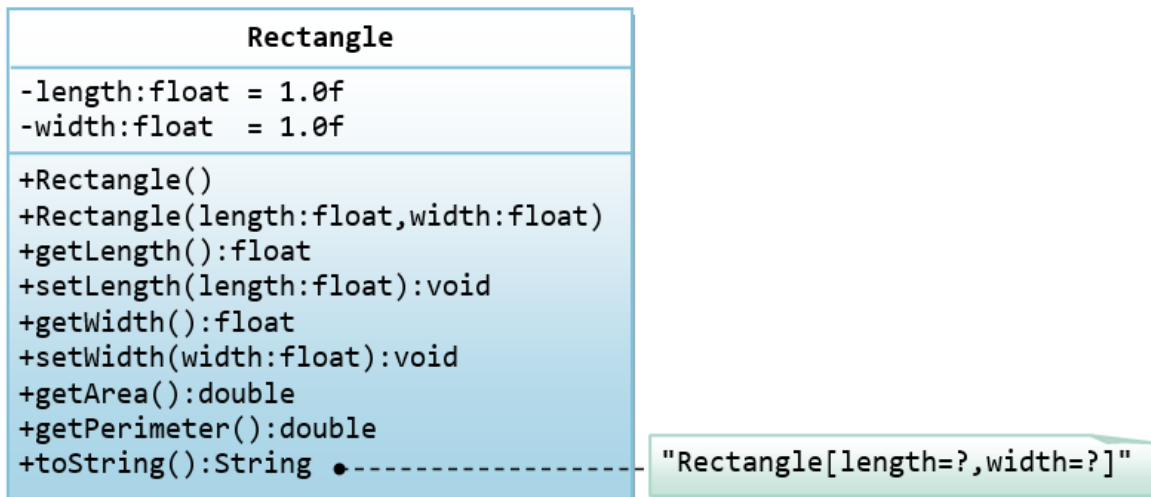 Rectangle
-length:float = 1.0f
-width:float  = 1.0f
+Rectangle()
+Rectangle(length:float,width:float)
+getLength():float
+setLength(length:float):void
+getWidth():float
+setWidth(width:float):void
+getArea():double
+getPerimeter():double
+toString():String
"Rectangle[length=?,width=?]"